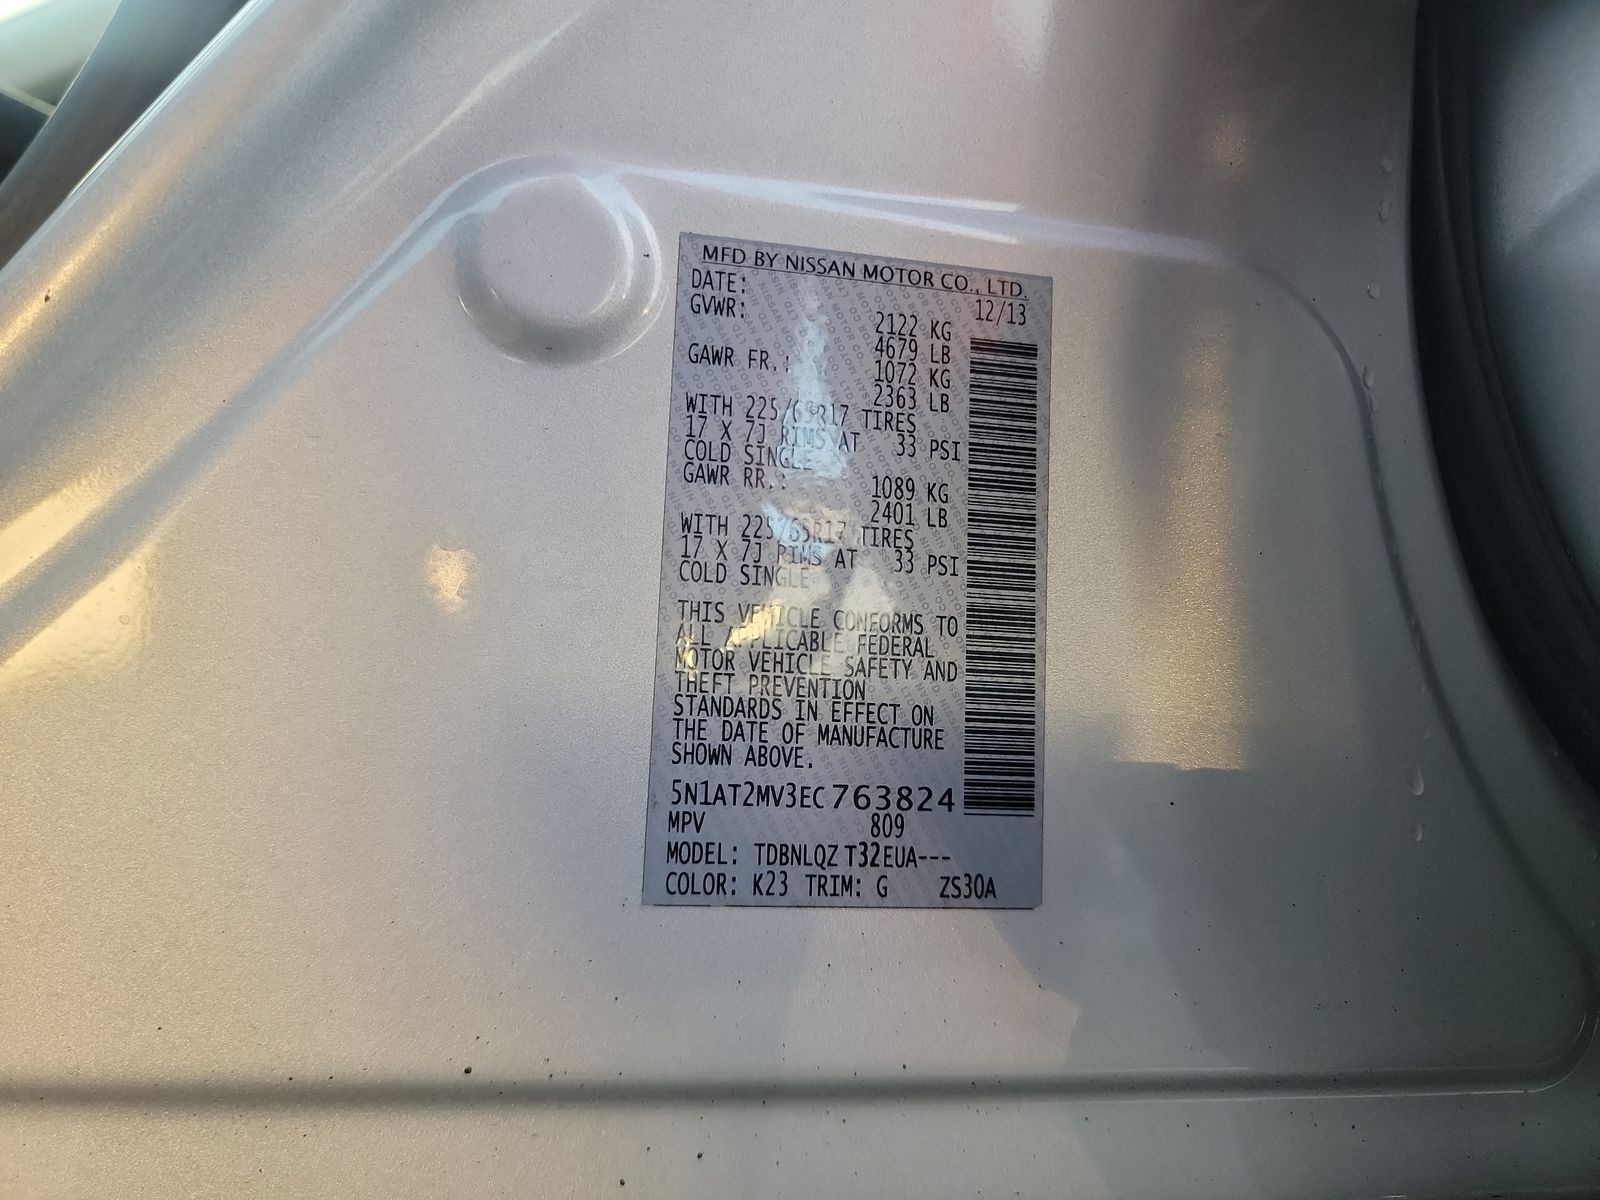 MFD BY NISSAN MOTOR CO., LTD.
DATE: 12/13
GVWR: 2122 KG
4679 LB
GAWR FR.: 1072 KG
2363 LB
WITH 225/65R17 TIRES
17 X 7J RIMS AT 33 PSI
COLD SINGLE
GAWR RR.: 1089 KG
2401 LB
WITH 225/65R17 TIRES
17 X 7J RIMS AT 33 PSI
COLD SINGLE
THIS VEHICLE CONFORMS TO
ALL APPLICABLE FEDERAL
MOTOR VEHICLE SAFETY AND
THEFT PREVENTION
STANDARDS IN EFFECT ON
THE DATE OF MANUFACTURE
SHOWN ABOVE.
5N1AT2MV3EC763824
MPV 809
MODEL: TDBNLQZ T32EUA---
COLOR: K23 TRIM: G ZS30A